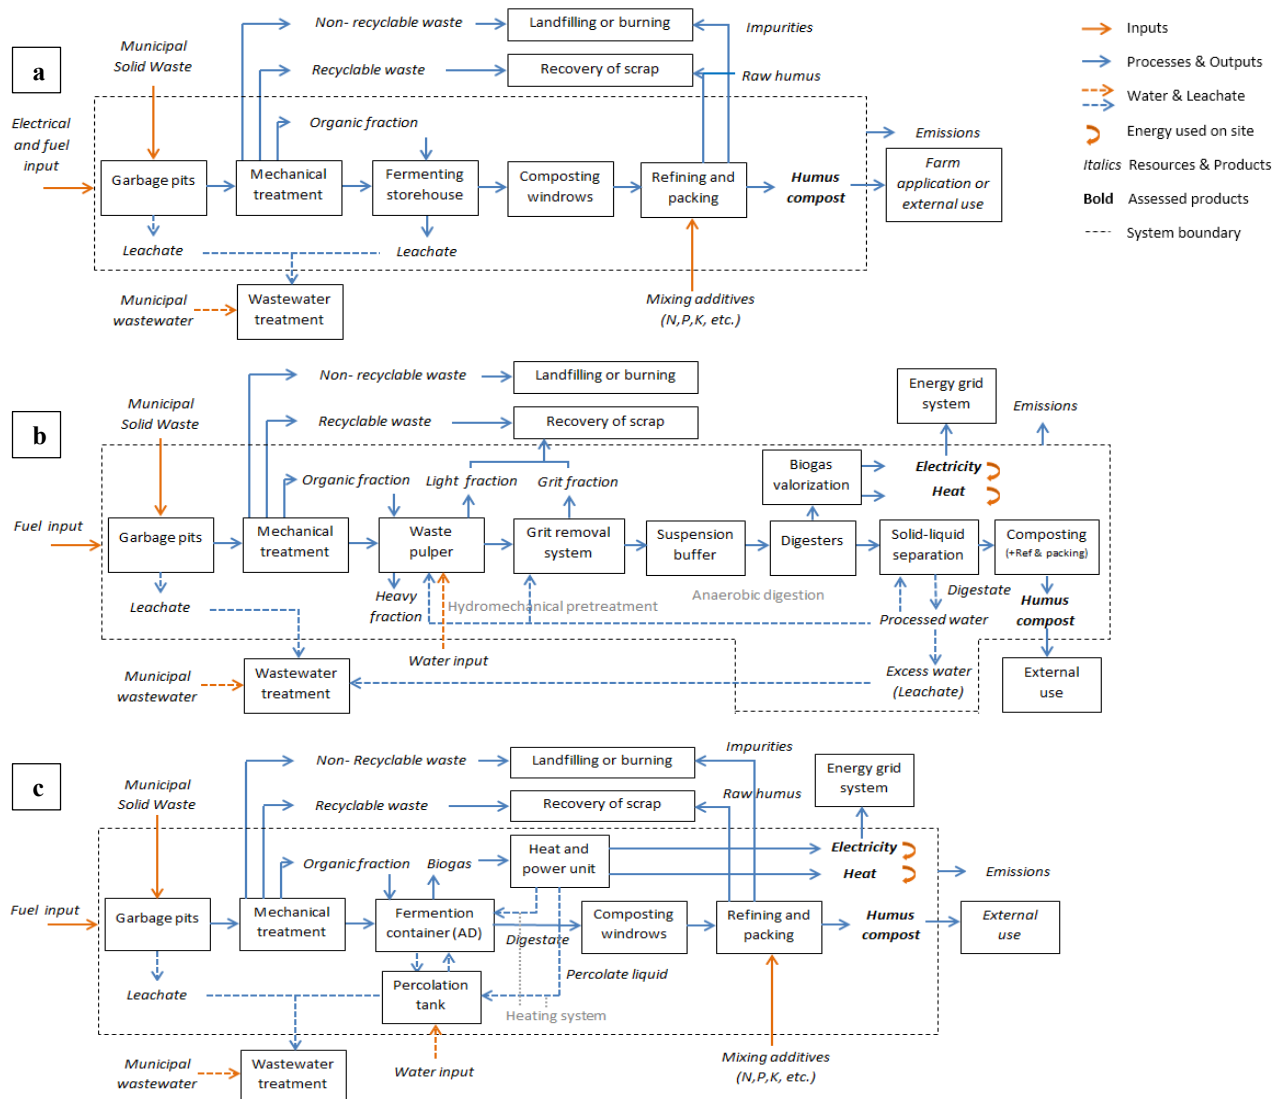 a
Municipal
Solid Waste
Electrical
and fuel
input
Non- recyclable waste
Landfilling or burning
Impurities
Recyclable waste
Recovery of scrap
Raw humus
Organic fraction
Garbage pits
Mechanical
treatment
Fermenting
storehouse
Composting
windrows
Refining and
packing
Humus
compost
Emissions
Farm
application or
external use
Leachate
Leachate
Municipal
wastewater
Wastewater
treatment
Mixing additives
(N,P,K, etc.)
Inputs
Processes & Outputs
Water & Leachate
Energy used on site
Italics Resources & Products
Bold Assessed products
System boundary
b
Municipal
Solid Waste
Fuel input
Non- recyclable waste
Landfilling or burning
Recyclable waste
Recovery of scrap
Energy grid
system
Emissions
Organic fraction
Light fraction
Grit fraction
Biogas
valorization
Electricity
Heat
Garbage pits
Mechanical
treatment
Waste
pulper
Grit removal
system
Suspension
buffer
Digesters
Solid-liquid
separation
Composting
(+Ref & packing)
Leachate
Heavy
fraction
Hydromechanical pretreatment
Anaerobic digestion
Digestate
Processed water
Humus
compost
Water input
Municipal
wastewater
Wastewater
treatment
Excess water
(Leachate)
External
use
c
Municipal
Solid Waste
Fuel input
Non- Recyclable waste
Landfilling or burning
Impurities
Recyclable waste
Recovery of scrap
Raw humus
Energy grid
system
Organic fraction
Biogas
Heat and
power unit
Electricity
Heat
Emissions
Garbage pits
Mechanical
treatment
Fermention
container (AD)
Digestate
Composting
windrows
Refining and
packing
Humus
compost
External
use
Leachate
Percolation
tank
Percolate liquid
Heating system
Municipal
wastewater
Wastewater
treatment
Water input
Mixing additives
(N,P,K, etc.)